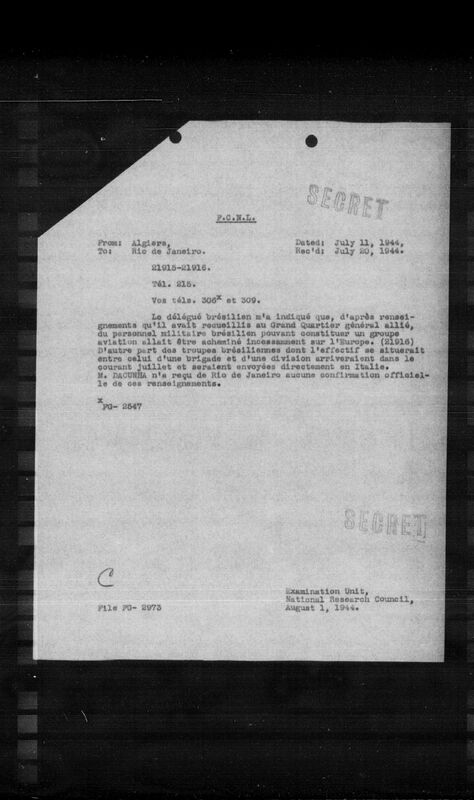 SECRET
F.C.N.L.
From: Algiers, Dated: July 11, 1944,
To: Rio de Janeiro. Rec'd: July 20, 1944.
21915-21916.
Tél. 215.
Vos téls. 306x et 309.
Le délégué brésilien m'a indiqué que, d'après rensei-
gnements qu'il avait recueillis au Grand Quartier général allié,
du personnel militaire brésilien pouvant constituer un groupe
aviation allait être acheminé incessamment sur l'Europe. (21916)
D'autre part des troupes brésiliennes dont l'effectif se situerait
entre celui d'une brigade et d'une division arriveraient dans le
courant juillet et seraient envoyées directement en Italie.
M. DACUNHA n'a reçu de Rio de Janeiro aucune confirmation officiel-
le de ces renseignements.
xFG- 2547
SECRET
C
Examination Unit,
National Research Council,
File FG- 2973 August 1, 1944.